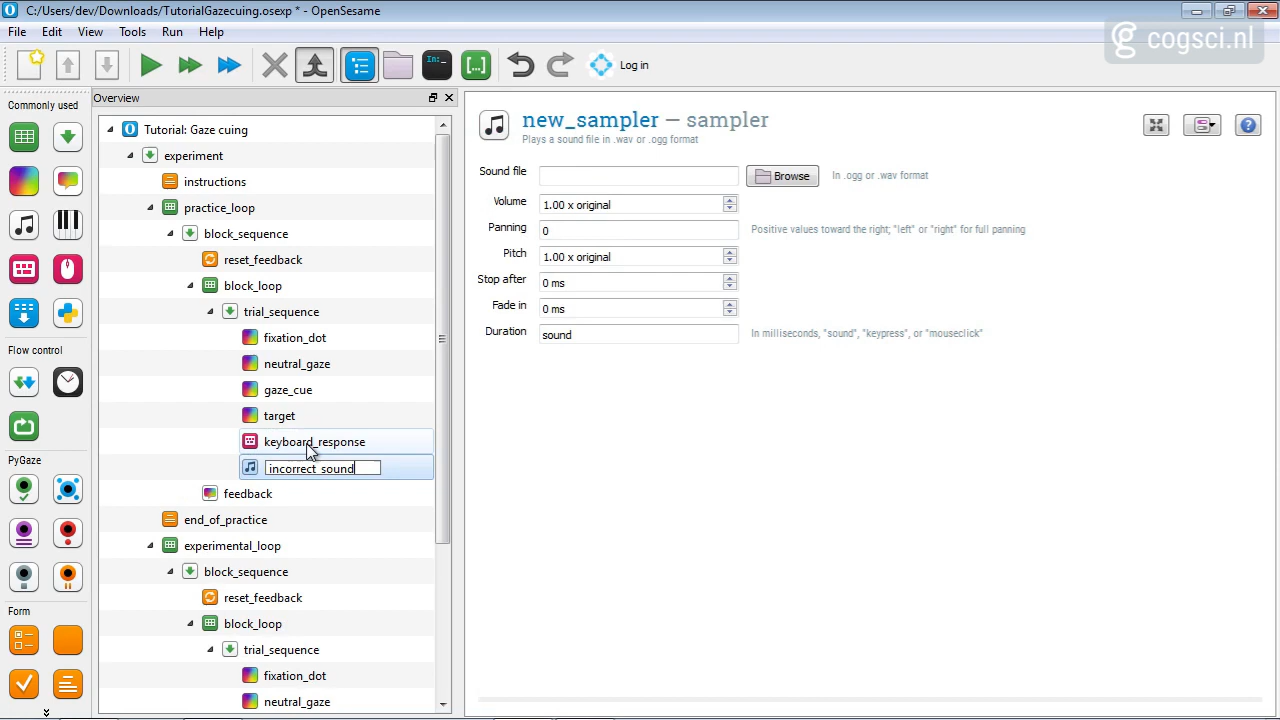 C:/Users/dev/Downloads/TutorialGazecuing.osexp * - OpenSesame
cogsci.nl
File Edit View Tools Run Help
In:_
[...]
Log in
Commonly used
Overview
Tutorial: Gaze cuing
experiment
instructions
practice_loop
block_sequence
reset_feedback
block_loop
trial_sequence
fixation_dot
neutral_gaze
gaze_cue
target
keyboard_response
incorrect_sound
feedback
end_of_practice
experimental_loop
block_sequence
reset_feedback
block_loop
trial_sequence
fixation_dot
neutral_gaze
Flow control
PyGaze
Form
new_sampler – sampler
Plays a sound file in .wav or .ogg format
Sound file Browse In .ogg or .wav format
Volume 1.00 x original
Panning 0 Positive values toward the right; "left" or "right" for full panning
Pitch 1.00 x original
Stop after 0 ms
Fade in 0 ms
Duration sound In milliseconds, "sound", "keypress", or "mouseclick"